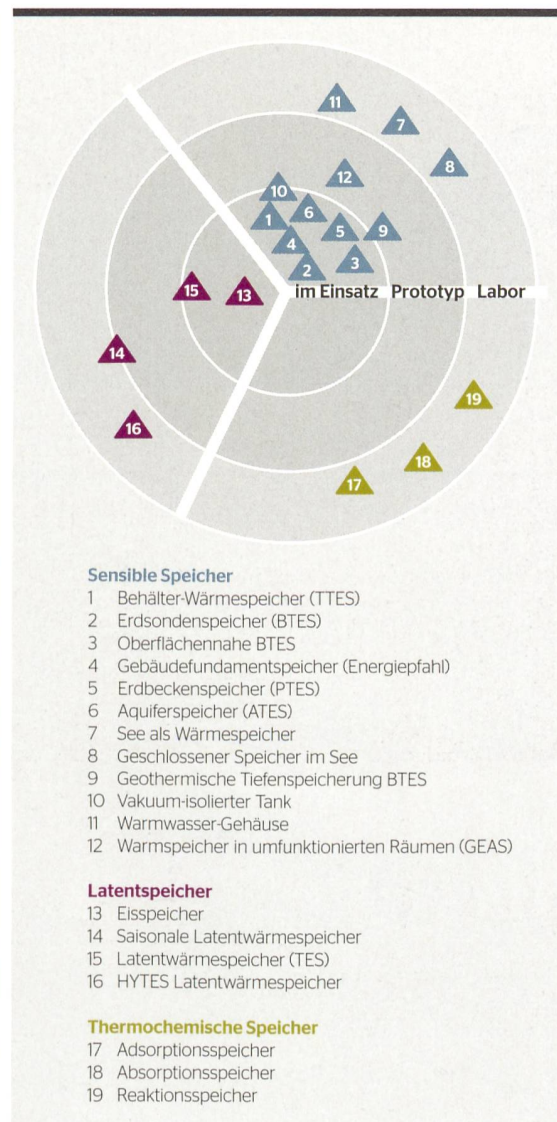 11
7
8
12
10
6
1
5
9
4
3
2
15
13
im Einsatz Prototyp Labor
14
19
16
18
17
Sensible Speicher
1 Behälter-Wärmespeicher (TTES)
2 Erdsondenspeicher (BTES)
3 Oberflächennahe BTES
4 Gebäudefundamentspeicher (Energiepfahl)
5 Erdbeckenspeicher (PTES)
6 Aquiferspeicher (ATES)
7 See als Wärmespeicher
8 Geschlossener Speicher im See
9 Geothermische Tiefenspeicherung BTES
10 Vakuum-isolierter Tank
11 Warmwasser-Gehäuse
12 Warmspeicher in umfunktionierten Räumen (GEAS)
Latentspeicher
13 Eisspeicher
14 Saisonale Latentwärmespeicher
15 Latentwärmespeicher (TES)
16 HYTES Latentwärmespeicher
Thermochemische Speicher
17 Adsorptionsspeicher
18 Absorptionsspeicher
19 Reaktionsspeicher